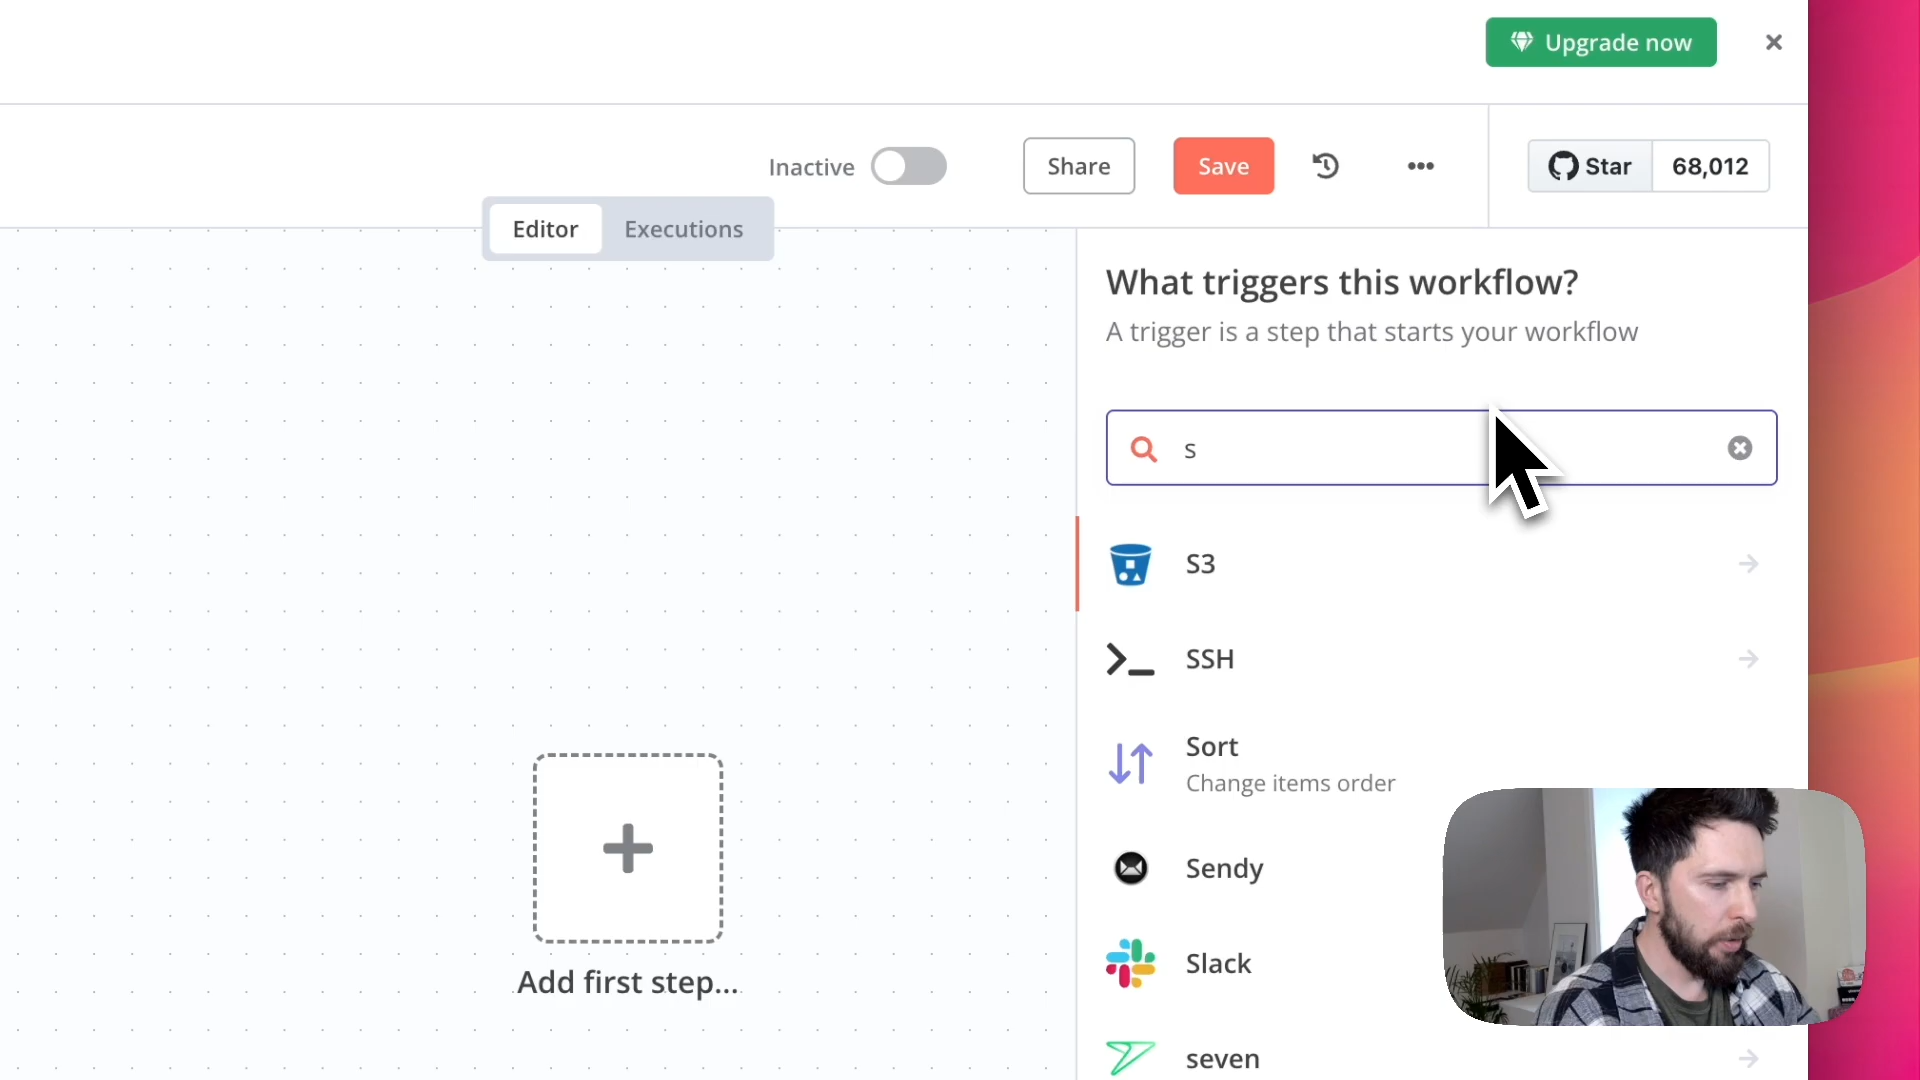 Upgrade now
Inactive
Share
Save
Star
68,012
Editor
Executions
What triggers this workflow?
A trigger is a step that starts your workflow
s
S3
SSH
Sort
Change items order
Sendy
Slack
seven
Add first step...